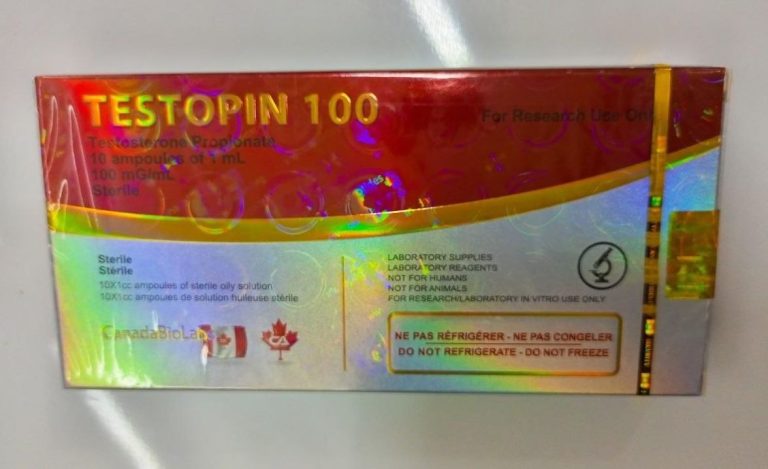 TESTOPIN 100
For Research Use Only
Testosterone Propionate
10 ampoules of 1 mL
100 mG/mL
Sterile
Sterile
Stérile
10X1cc ampoules of sterile oily solution
10X1cc ampoules de solution huileuse stérile
CanadaBioLab
LABORATORY SUPPLIES
LABORATORY REAGENTS
NOT FOR HUMANS
NOT FOR ANIMALS
FOR RESEARCH/LABORATORY IN VITRO USE ONLY
NE PAS RÉFRIGÉRER - NE PAS CONGELER
DO NOT REFRIGERATE - DO NOT FREEZE